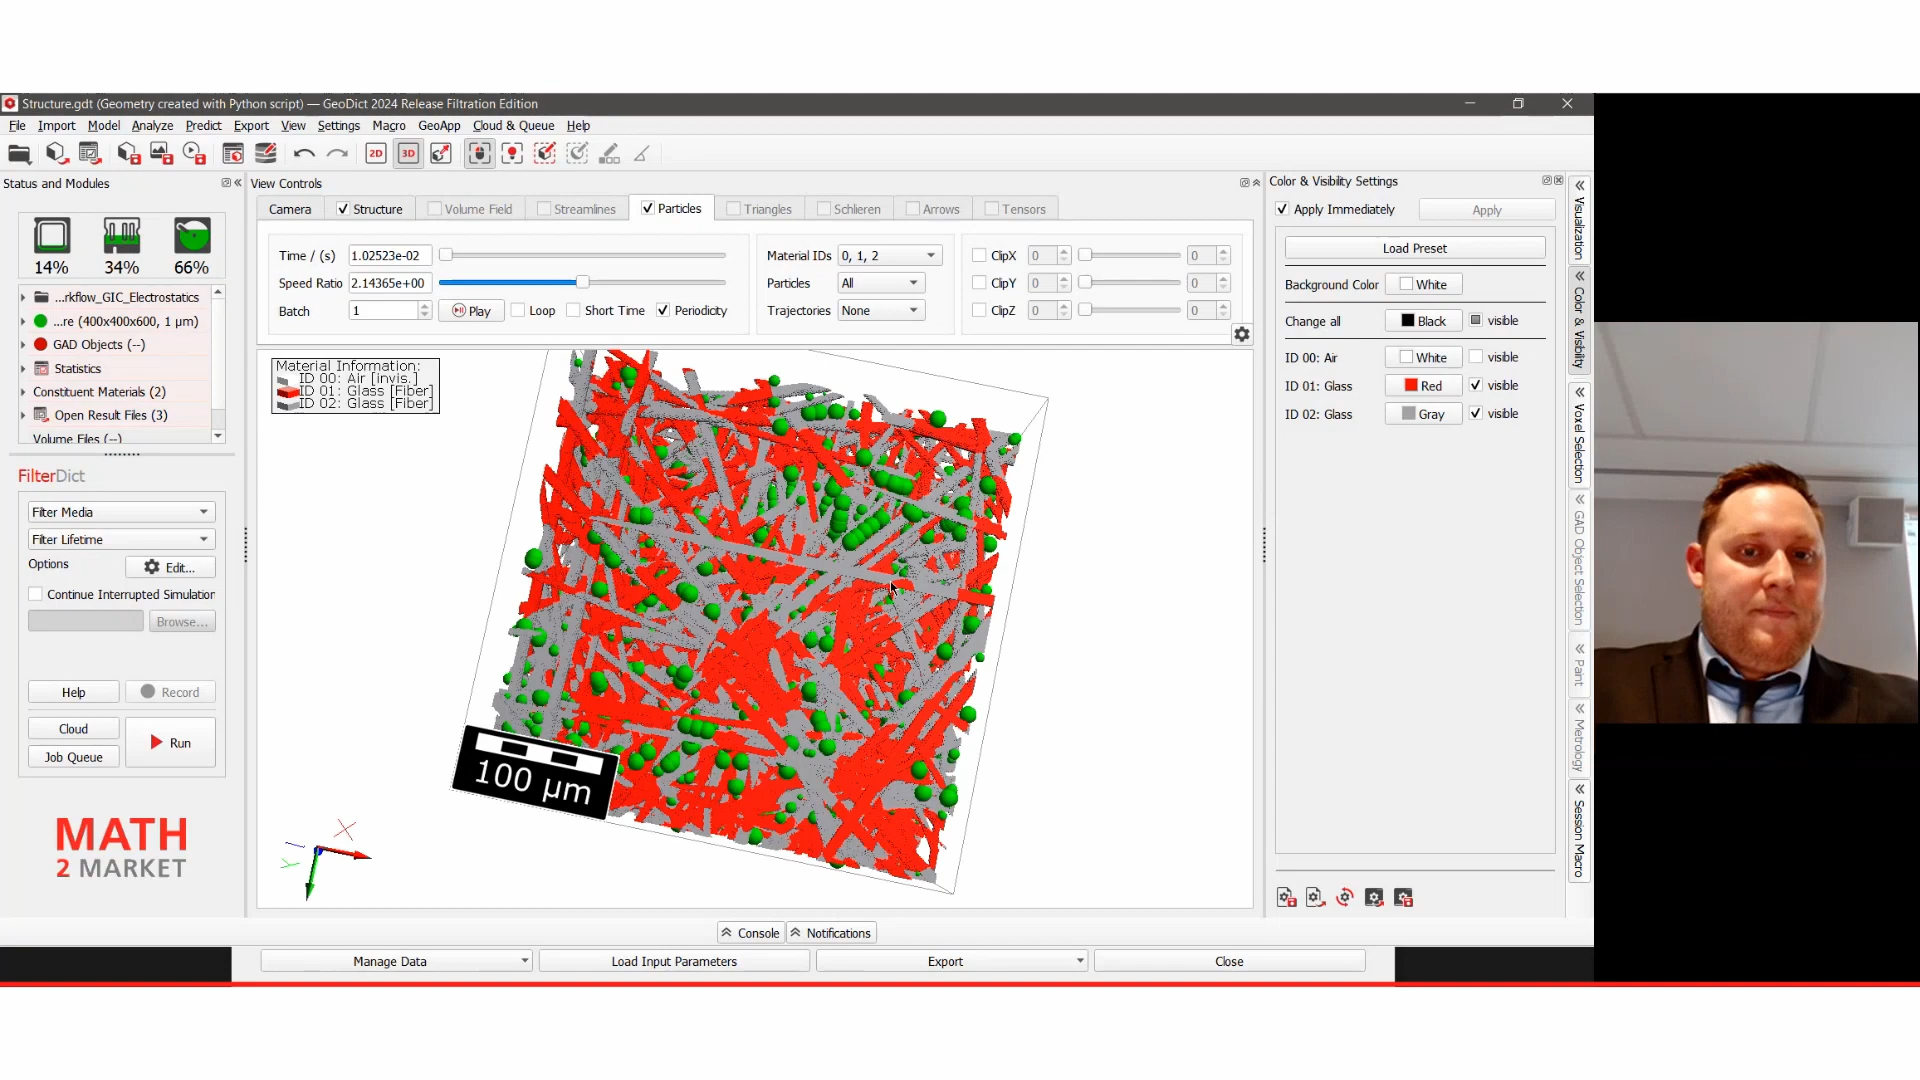 Structure.gdt (Geometry created with Python script) — GeoDict 2024 Release Filtration Edition
File Import Model Analyze Predict Export View Settings Macro GeoApp Cloud & Queue Help
2D 3D
Status and Modules
14% 34% 66%
...rkflow_GIC_Electrostatics
...re (400x400x600, 1 µm)
GAD Objects (--)
Statistics
Constituent Materials (2)
Open Result Files (3)
Volume Files (--)
FilterDict
Filter Media
Filter Lifetime
Options Edit...
Continue Interrupted Simulation
Browse...
Help Record
Cloud
Run
Job Queue
MATH
2 MARKET
View Controls
Camera Structure Volume Field Streamlines Particles Triangles Schlieren Arrows Tensors
Time / (s) 1.02523e-02
Speed Ratio 2.14365e+00
Batch 1 Play Loop Short Time Periodicity
Material IDs 0, 1, 2
Particles All
Trajectories None
ClipX 0 0
ClipY 0 0
ClipZ 0 0
Material Information:
ID 00: Air [invis.]
ID 01: Glass [Fiber]
ID 02: Glass [Fiber]
100 µm
X
Y
Console Notifications
Manage Data Load Input Parameters Export Close
Color & Visibility Settings
Apply Immediately Apply
Load Preset
Background Color White
Change all Black visible
ID 00: Air White visible
ID 01: Glass Red visible
ID 02: Glass Gray visible
Visualization
Color & Visibility
Voxel Selection
GAD Object Selection
Paint
Metrology
Session Macro